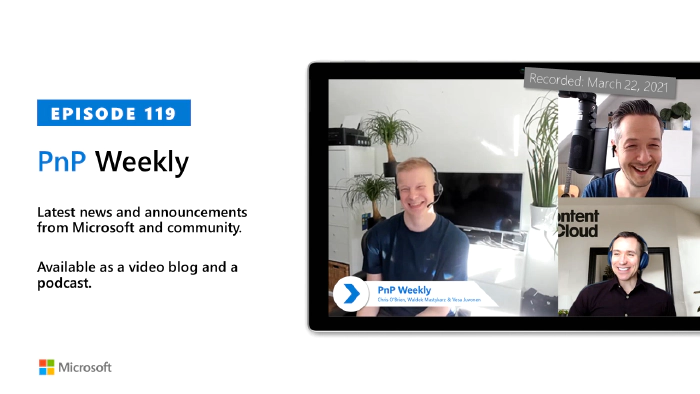 EPISODE 119
PnP Weekly
Latest news and announcements
from Microsoft and community.
Available as a video blog and a
podcast.
Microsoft
Recorded: March 22, 2021
ontent
Cloud
PnP Weekly
Chris O'Brien, Waldek Mastykarz & Vesa Juvonen